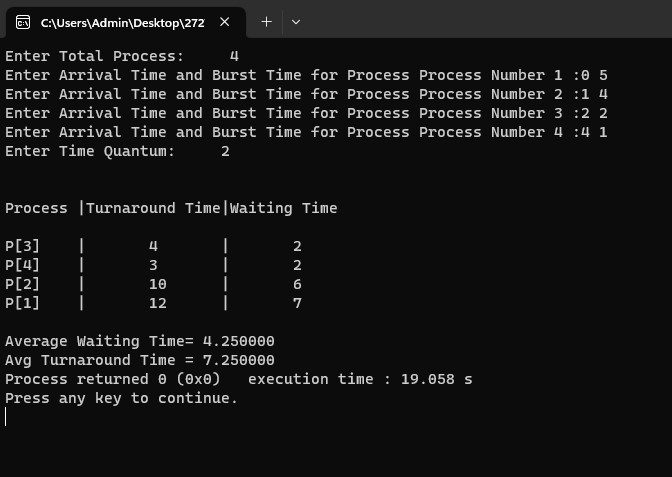 C:\Users\Admin\Desktop\272
Enter Total Process:     4
Enter Arrival Time and Burst Time for Process Process Number 1 :0 5
Enter Arrival Time and Burst Time for Process Process Number 2 :1 4
Enter Arrival Time and Burst Time for Process Process Number 3 :2 2
Enter Arrival Time and Burst Time for Process Process Number 4 :4 1
Enter Time Quantum:     2
Process |Turnaround Time|Waiting Time
P[3]    |       4       |       2
P[4]    |       3       |       2
P[2]    |       10      |       6
P[1]    |       12      |       7
Average Waiting Time= 4.250000
Avg Turnaround Time = 7.250000
Process returned 0 (0x0)   execution time : 19.058 s
Press any key to continue.